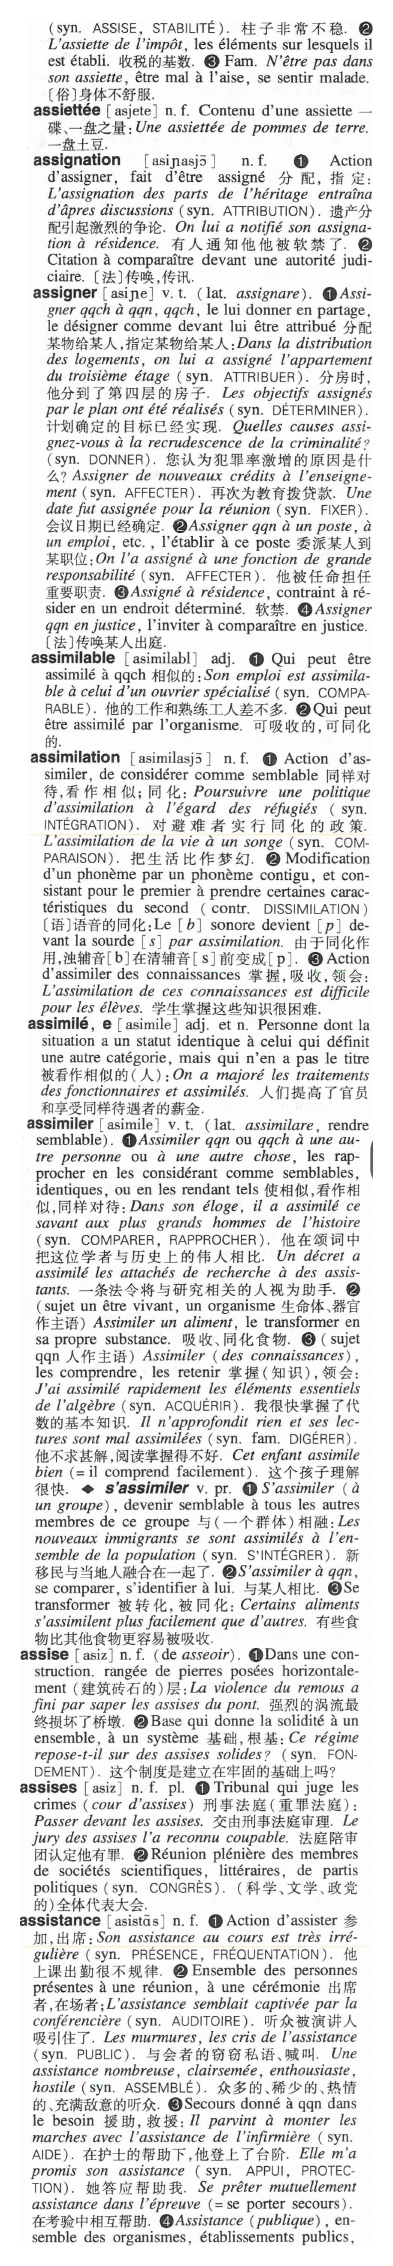 (syn. ASSISE, STABILITÉ). 柱子非常不稳. ❷
L'assiette de l'impôt, les éléments sur lesquels il
est établi. 收税的基数. ❸ Fam. N'être pas dans
son assiette, être mal à l'aise, se sentir malade.
〔俗〕身体不舒服.
assiettée [asjete] n. f. Contenu d'une assiette 一
碟、一盘之量: Une assiettée de pommes de terre.
一盘土豆.
assignation [asiɲasjɔ̃] n. f. ❶ Action
d'assigner, fait d'être assigné 分配, 指定:
L'assignation des parts de l'héritage entraîna
d'âpres discussions (syn. ATTRIBUTION). 遗产分
配引起激烈的争论. On lui a notifié son assigna-
tion à résidence. 有人通知他他被软禁了. ❷
Citation à comparaître devant une autorité judi-
ciaire. 〔法〕传唤,传讯.
assigner [asiɲe] v. t. (lat. assignare). ❶ Assi-
gner qqch à qqn, qqch, le lui donner en partage,
le désigner comme devant lui être attribué 分配
某物给某人,指定某物给某人: Dans la distribution
des logements, on lui a assigné l'appartement
du troisième étage (syn. ATTRIBUER). 分房时,
他分到了第四层的房子. Les objectifs assignés
par le plan ont été réalisés (syn. DÉTERMINER).
计划确定的目标已经实现. Quelles causes assi-
gnez-vous à la recrudescence de la criminalité?
(syn. DONNER). 您认为犯罪率激增的原因是什
么? Assigner de nouveaux crédits à l'enseigne-
ment (syn. AFFECTER). 再次为教育拨贷款. Une
date fut assignée pour la réunion (syn. FIXER).
会议日期已经确定. ❷ Assigner qqn à un poste, à
un emploi, etc., l'établir à ce poste 委派某人到
某职位: On l'a assigné à une fonction de grande
responsabilité (syn. AFFECTER). 他被任命担任
重要职责. ❸ Assigné à résidence, contraint à ré-
sider en un endroit déterminé. 软禁. ❹ Assigner
qqn en justice, l'inviter à comparaître en justice.
〔法〕传唤某人出庭.
assimilable [asimilabl] adj. ❶ Qui peut être
assimilé à qqch 相似的: Son emploi est assimila-
ble à celui d'un ouvrier spécialisé (syn. COMPA-
RABLE). 他的工作和熟练工人差不多. ❷ Qui peut
être assimilé par l'organisme. 可吸收的,可同化
的.
assimilation [asimilasjɔ̃] n. f. ❶ Action d'as-
similer, de considérer comme semblable 同样对
待,看作相似; 同化: Poursuivre une politique
d'assimilation à l'égard des réfugiés (syn.
INTÉGRATION). 对避难者实行同化的政策.
L'assimilation de la vie à un songe (syn. COM-
PARAISON). 把生活比作梦幻. ❷ Modification
d'un phonème par un phonème contigu, et con-
sistant pour le premier à prendre certaines carac-
téristiques du second (contr. DISSIMILATION)
〔语〕语音的同化: Le [b] sonore devient [p] de-
vant la sourde [s] par assimilation. 由于同化作
用,浊辅音[b]在清辅音[s]前变成[p]. ❸ Action
d'assimiler des connaissances 掌握,吸收,领会:
L'assimilation de ces connaissances est difficile
pour les élèves. 学生掌握这些知识很困难.
assimilé, e [asimile] adj. et n. Personne dont la
situation a un statut identique à celui qui définit
une autre catégorie, mais qui n'en a pas le titre
被看作相似的(人): On a majoré les traitements
des fonctionnaires et assimilés. 人们提高了官员
和享受同样待遇者的薪金.
assimiler [asimile] v. t. (lat. assimilare, rendre
semblable). ❶ Assimiler qqn ou qqch à une au-
tre personne ou à une autre chose, les rap-
procher en les considérant comme semblables,
identiques, ou en les rendant tels 使相似,看作相
似,同样对待: Dans son éloge, il a assimilé ce
savant aux plus grands hommes de l'histoire
(syn. COMPARER, RAPPROCHER). 他在颂词中
把这位学者与历史上的伟人相比. Un décret a
assimilé les attachés de recherche à des assis-
tants. 一条法令将与研究相关的人视为助手. ❷
(sujet un être vivant, un organisme 生命体、器官
作主语) Assimiler un aliment, le transformer en
sa propre substance. 吸收、同化食物. ❸ (sujet
qqn 人作主语) Assimiler (des connaissances),
les comprendre, les retenir 掌握(知识),领会:
J'ai assimilé rapidement les éléments essentiels
de l'algèbre (syn. ACQUÉRIR). 我很快掌握了代
数的基本知识. Il n'approfondit rien et ses lec-
tures sont mal assimilées (syn. fam. DIGÉRER).
他不求甚解,阅读掌握得不好. Cet enfant assimile
bien (= il comprend facilement). 这个孩子理解
很快. ◆ s'assimiler v. pr. ❶ S'assimiler (à
un groupe), devenir semblable à tous les autres
membres de ce groupe 与(一个群体)相融: Les
nouveaux immigrants se sont assimilés à l'en-
semble de la population (syn. S'INTÉGRER). 新
移民与当地人融合在一起了. ❷ S'assimiler à qqn,
se comparer, s'identifier à lui. 与某人相比. ❸ Se
transformer 被转化,被同化: Certains aliments
s'assimilent plus facilement que d'autres. 有些食
物比其他食物更容易被吸收.
assise [asiz] n. f. (de asseoir). ❶ Dans une con-
struction. rangée de pierres posées horizontale-
ment (建筑砖石的)层: La violence du remous a
fini par saper les assises du pont. 强烈的涡流最
终损坏了桥墩. ❷ Base qui donne la solidité à un
ensemble, à un système 基础,根基: Ce régime
repose-t-il sur des assises solides? (syn. FON-
DEMENT). 这个制度是建立在牢固的基础上吗?
assises [asiz] n. f. pl. ❶ Tribunal qui juge les
crimes (cour d'assises) 刑事法庭(重罪法庭):
Passer devant les assises. 交由刑事法庭审理. Le
jury des assises l'a reconnu coupable. 法庭陪审
团认定他有罪. ❷ Réunion plénière des membres
de sociétés scientifiques, littéraires, de partis
politiques (syn. CONGRÈS). (科学、文学、政党
的)全体代表大会.
assistance [asistɑ̃s] n. f. ❶ Action d'assister 参
加,出席: Son assistance au cours est très irré-
gulière (syn. PRÉSENCE, FRÉQUENTATION). 他
上课出勤很不规律. ❷ Ensemble des personnes
présentes à une réunion, à une cérémonie 出席
者,在场者; L'assistance semblait captivée par la
conférencière (syn. AUDITOIRE). 听众被演讲人
吸引住了. Les murmures, les cris de l'assistance
(syn. PUBLIC). 与会者的窃窃私语、喊叫. Une
assistance nombreuse, clairsemée, enthousiaste,
hostile (syn. ASSEMBLÉ). 众多的、稀少的、热情
的、充满敌意的听众. ❸ Secours donné à qqn dans
le besoin 援助,救援: Il parvint à monter les
marches avec l'assistance de l'infirmière (syn.
AIDE). 在护士的帮助下,他登上了台阶. Elle m'a
promis son assistance (syn. APPUI, PROTEC-
TION). 她答应帮助我. Se prêter mutuellement
assistance dans l'épreuve (= se porter secours).
在考验中相互帮助. ❹ Assistance (publique), en-
semble des organismes, établissements publics,